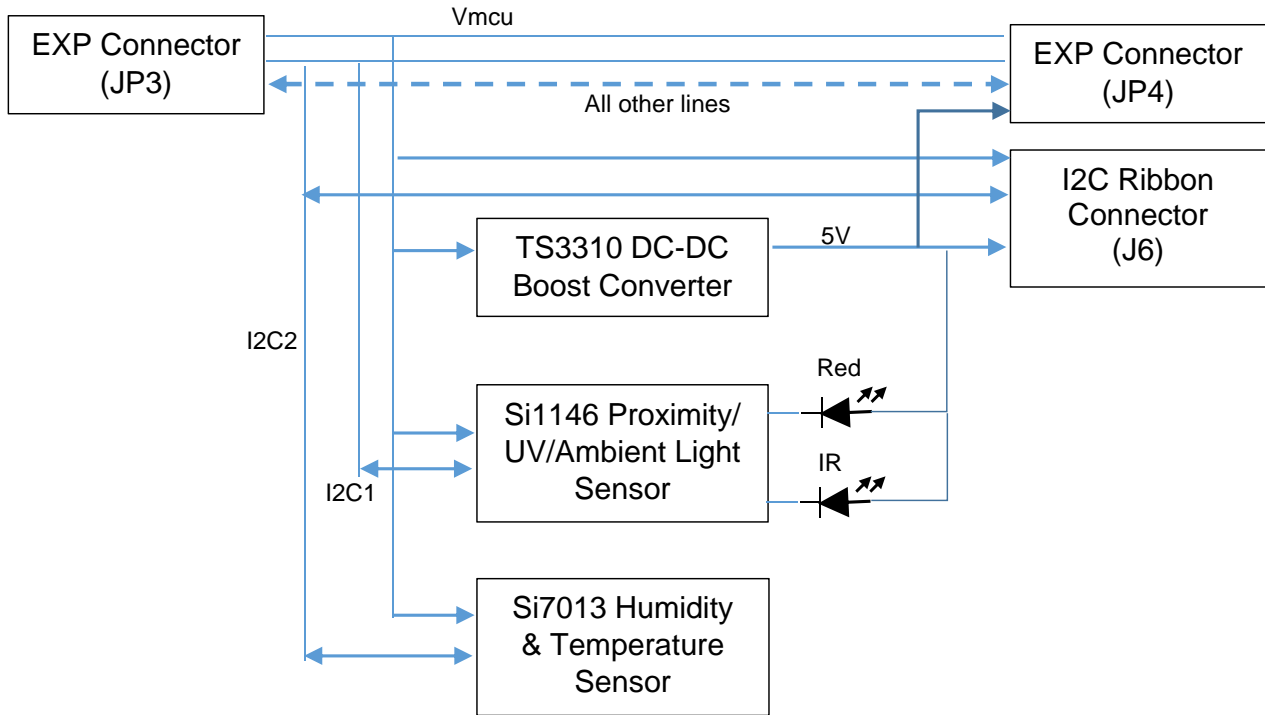 Vmcu
EXP Connector
(JP3)
EXP Connector
(JP4)
All other lines
I2C Ribbon
Connector
(J6)
TS3310 DC-DC
Boost Converter
5V
I2C2
Red
Si1146 Proximity/
UV/Ambient Light
Sensor
IR
I2C1
Si7013 Humidity
& Temperature
Sensor